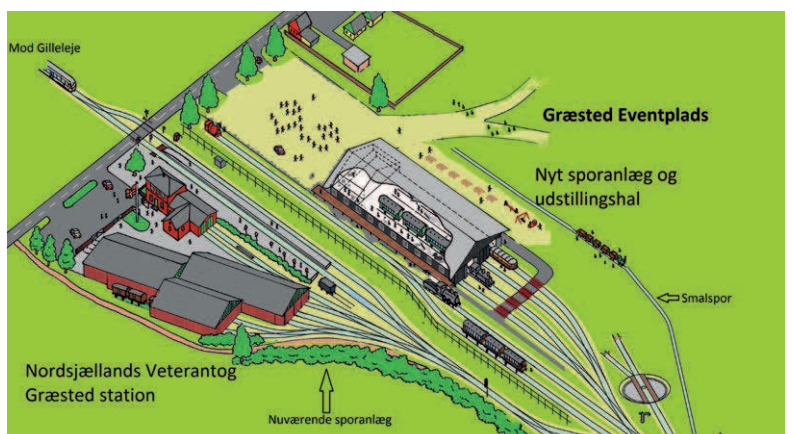 Mod Gilleleje
Græsted Eventplads
Nyt sporanlæg og
udstillingshal
Smalspor
Nordsjællands Veterantog
Græsted station
Nuværende sporanlæg